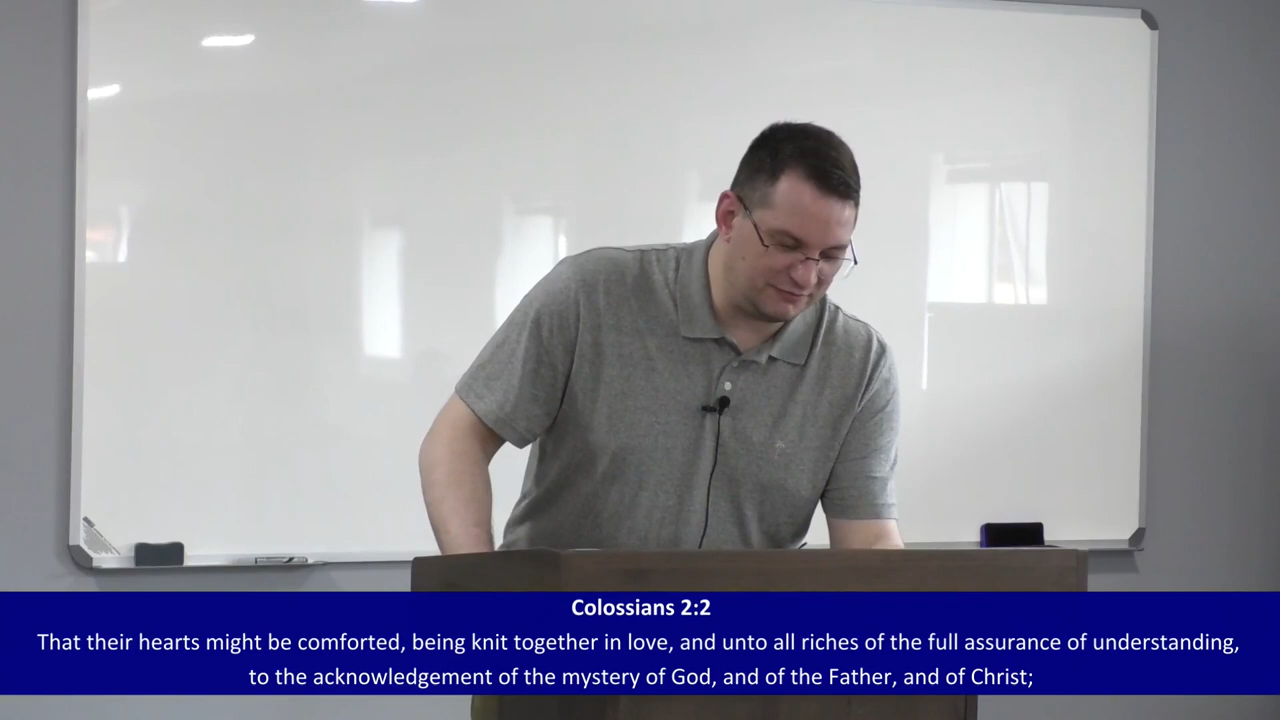 Colossians 2:2
That their hearts might be comforted, being knit together in love, and unto all riches of the full assurance of understanding,
to the acknowledgement of the mystery of God, and of the Father, and of Christ;